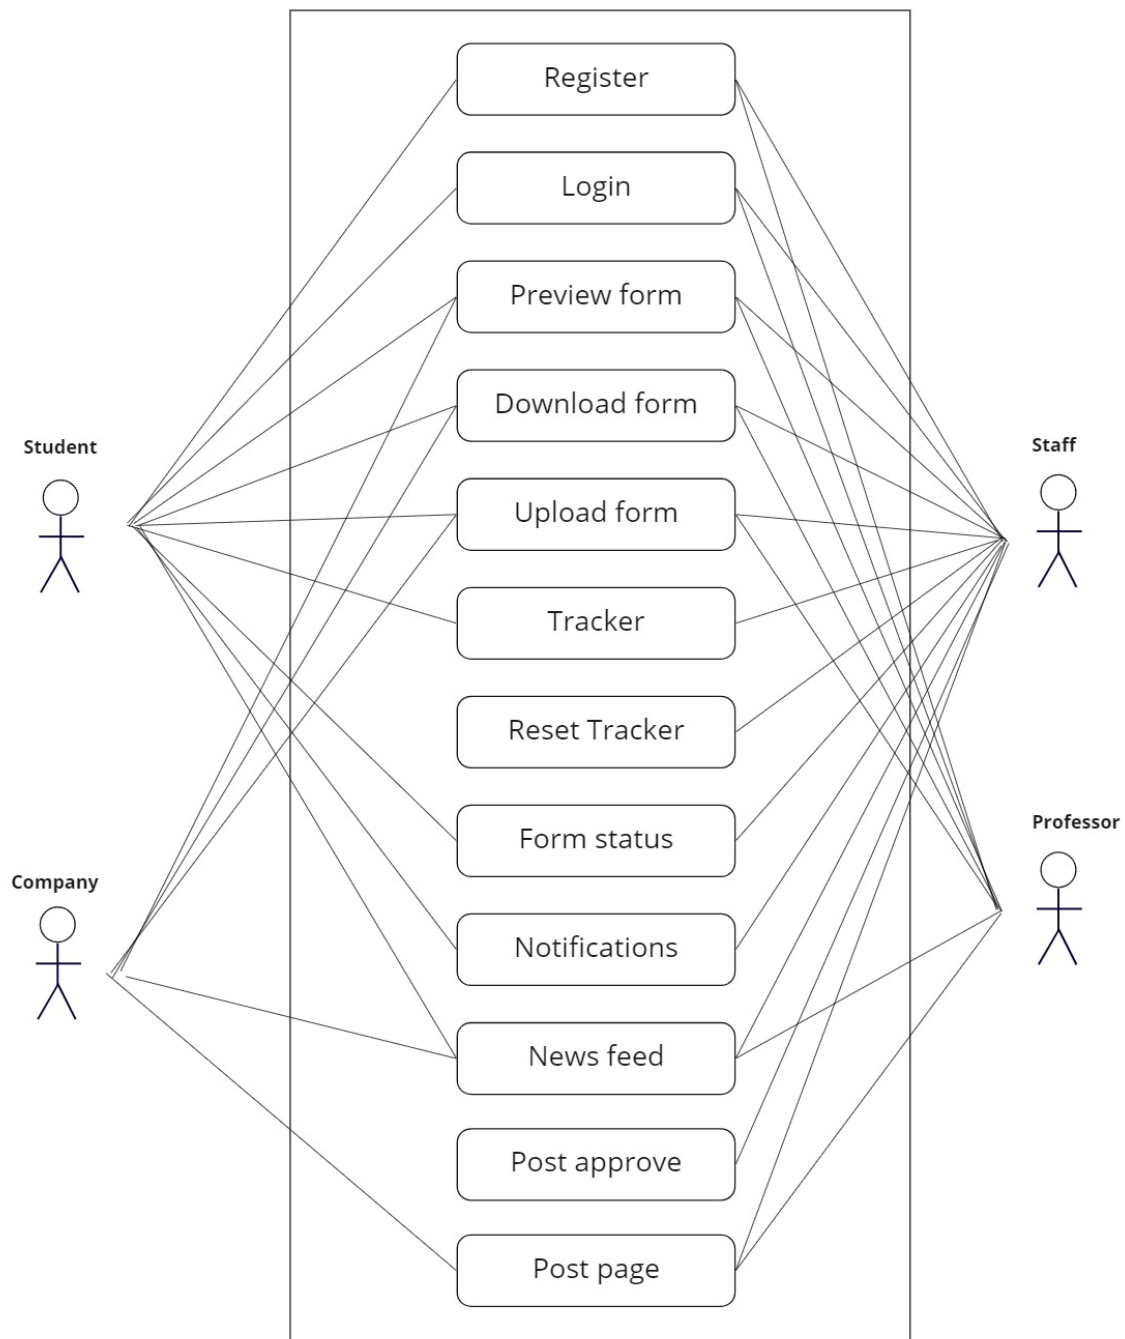 Register
Login
Preview form
Download form
Student
Staff
Upload form
Tracker
Reset Tracker
Professor
Form status
Company
Notifications
News feed
Post approve
Post page